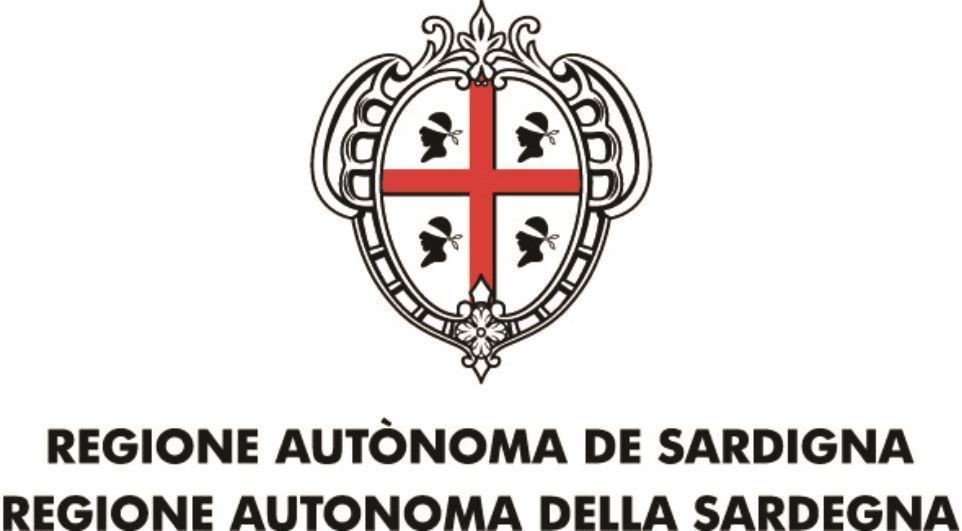 REGIONE AUTÒNOMA DE SARDIGNA
REGIONE AUTONOMA DELLA SARDEGNA